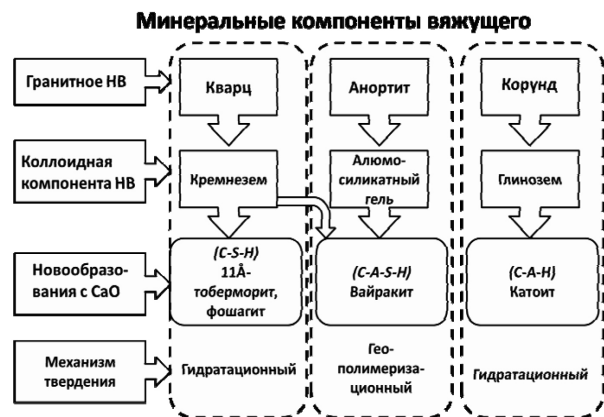 Минеральные компоненты вяжущего
Гранитное НВ
Кварц
Анортит
Корунд
Коллоидная
компонента НВ
Кремнезем
Алюмо-
силикатный
гель
Глинозем
Новообразо-
вания с CaO
(C-S-H)
11Å-
тоберморит,
фошагит
(C-A-S-H)
Вайракит
(C-A-H)
Катоит
Механизм
твердения
Гидратационный
Гео-
полимериза-
ционный
Гидратационный